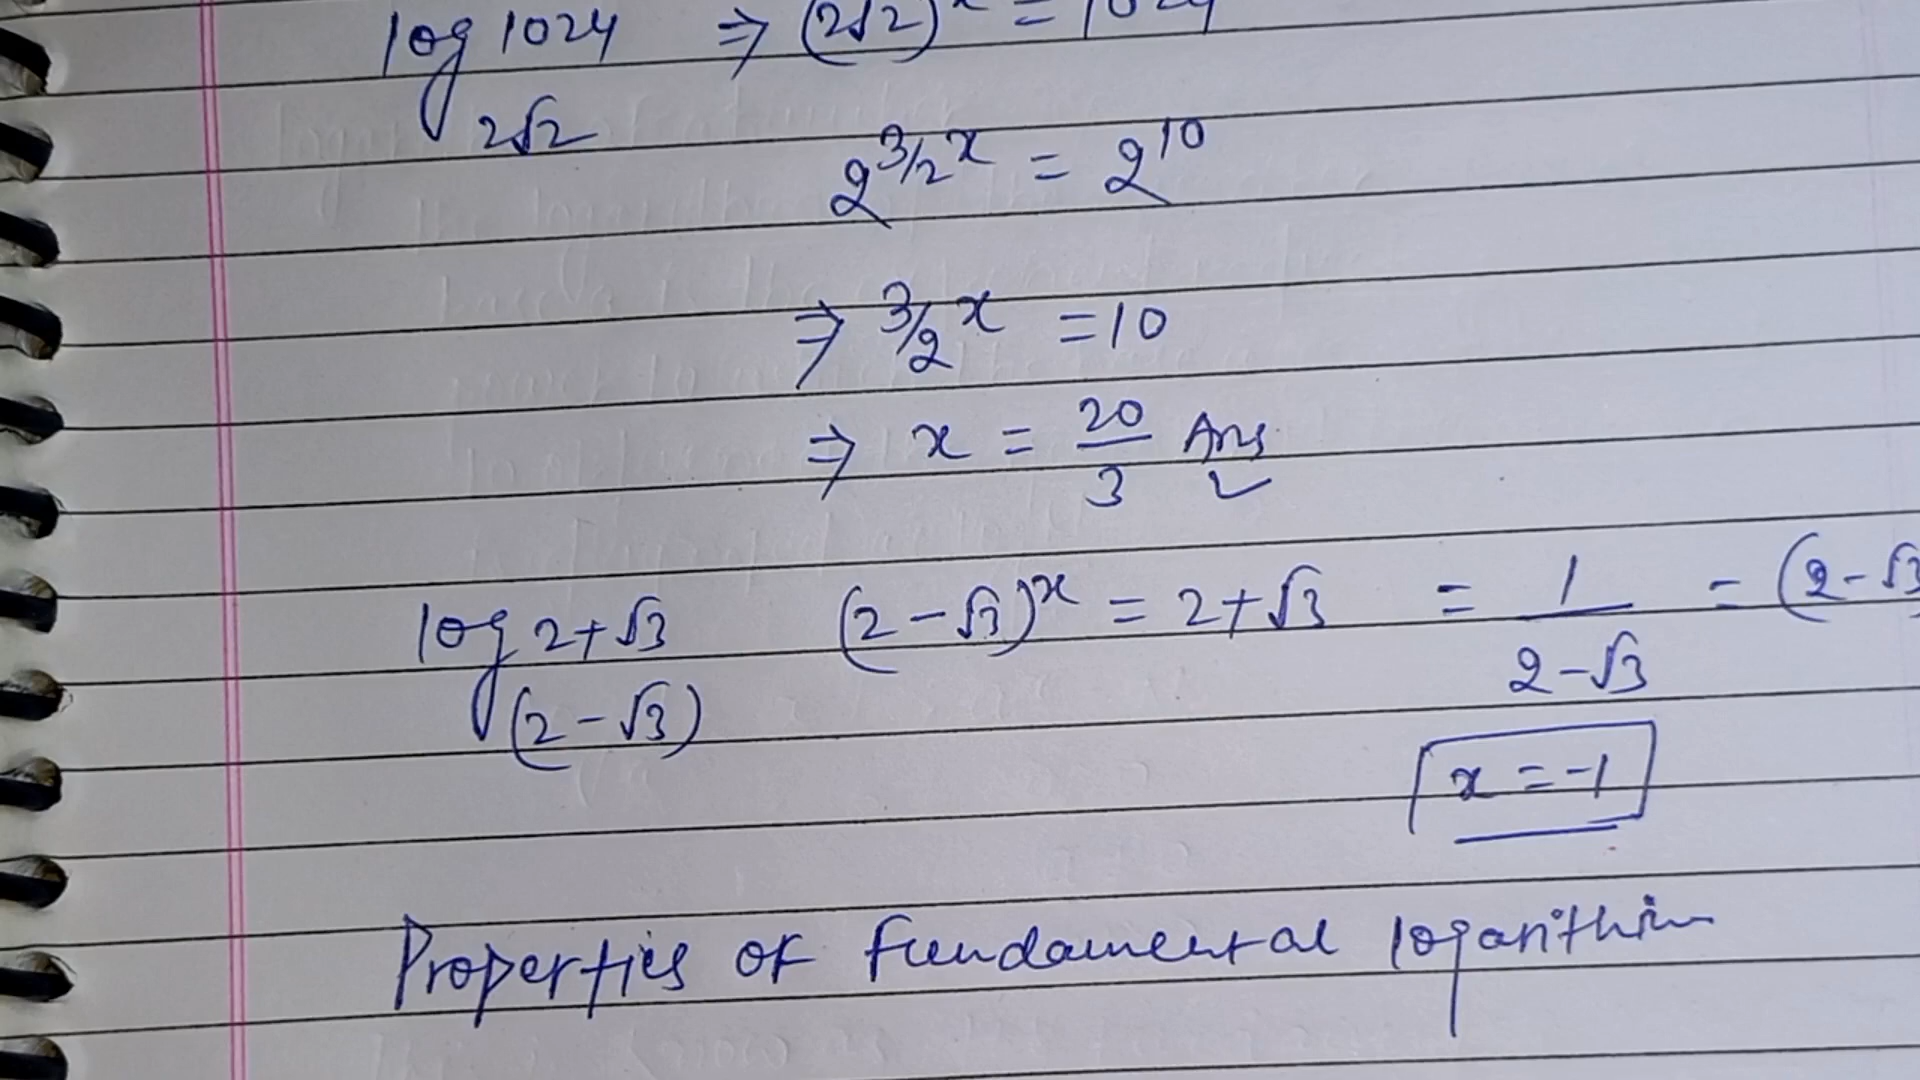 log 1024 ⇒ (2√2)^x = 1024
2√2
2^(3/2 x) = 2^10
⇒ 3/2 x = 10
⇒ x = 20/3 Ans
log 2+√3 (2-√3)^x = 2+√3 = 1/(2-√3) = (2-√3
(2-√3)
x = -1
Properties of fundamental logarithim